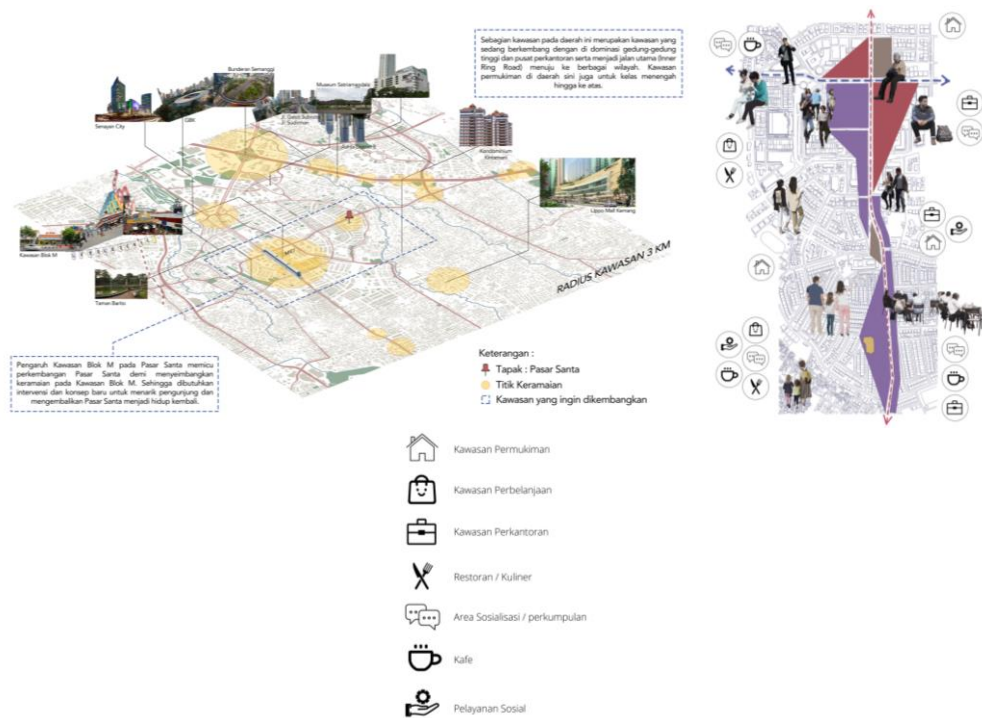 Sebagian kawasan pada daerah ini merupakan kawasan yang
sedang berkembang dengan di dominasi gedung-gedung
tinggi dan pusat perkantoran serta menjadi jalan utama (Inner
Ring Road) menuju ke berbagai wilayah. Kawasan
permukiman di daerah sini juga untuk kelas menengah
hingga ke atas.
Bundaran Semanggi
Museum Satriamandala
Senayan City
GBK
Jl. Gatot Subroto
Jl. Sudirman
Kondominium
Kintamani
Lippo Mall Kemang
Kawasan Blok M
Taman Barito
RADIUS KAWASAN 3 KM
Pengaruh Kawasan Blok M pada Pasar Santa memicu
perkembangan Pasar Santa demi menyeimbangkan
keramaian pada Kawasan Blok M. Sehingga dibutuhkan
intervensi dan konsep baru untuk menarik pengunjung dan
mengembalikan Pasar Santa menjadi hidup kembali.
Keterangan :
Tapak : Pasar Santa
Titik Keramaian
Kawasan yang ingin dikembangkan
Kawasan Permukiman
Kawasan Perbelanjaan
Kawasan Perkantoran
Restoran / Kuliner
Area Sosialisasi / perkumpulan
Kafe
Pelayanan Sosial